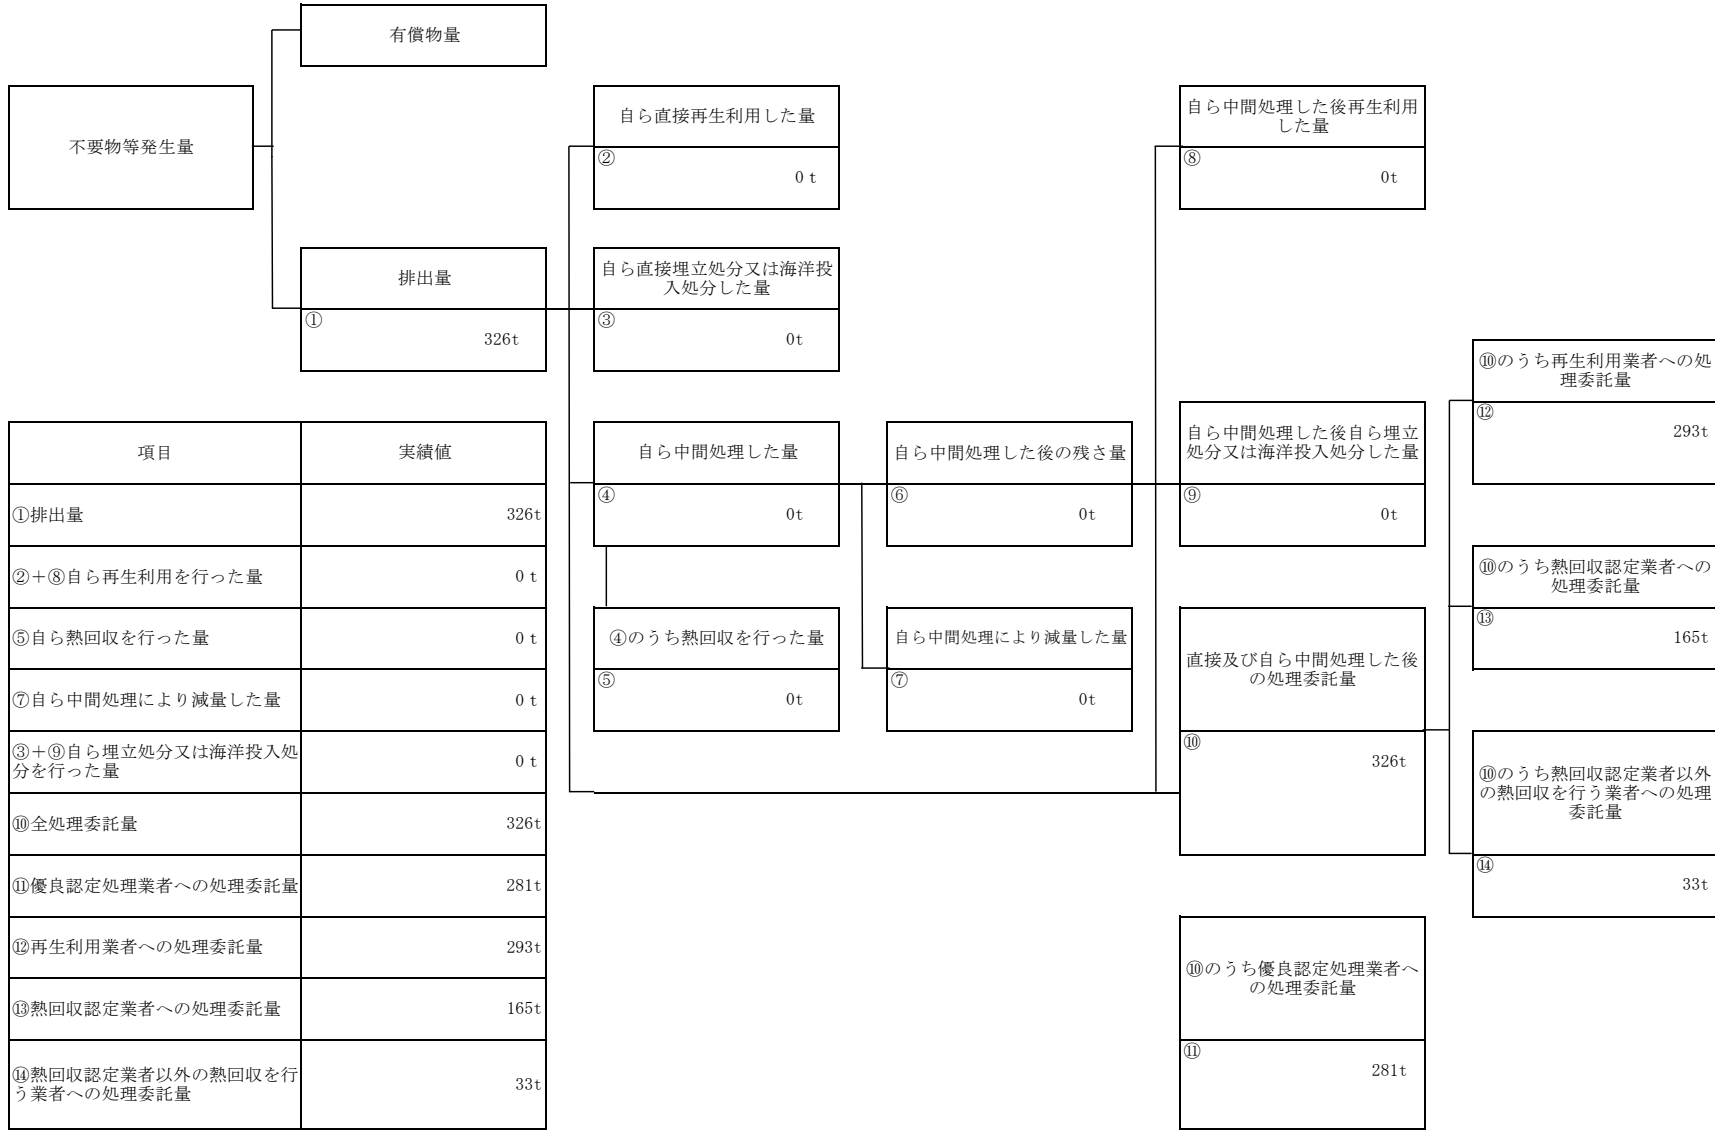 有償物量
不要物等発生量
排出量
①
326t
自ら直接再生利用した量
②
0 t
自ら直接埋立処分又は海洋投
入処分した量
③
0t
自ら中間処理した量
④
0t
④のうち熱回収を行った量
⑤
0t
自ら中間処理した後の残さ量
⑥
0t
自ら中間処理により減量した量
⑦
0t
自ら中間処理した後再生利用
した量
⑧
0t
自ら中間処理した後自ら埋立
処分又は海洋投入処分した量
⑨
0t
直接及び自ら中間処理した後
の処理委託量
⑩
326t
⑩のうち優良認定処理業者へ
の処理委託量
⑪
281t
⑩のうち再生利用業者への処
理委託量
⑫
293t
⑩のうち熱回収認定業者への
処理委託量
⑬
165t
⑩のうち熱回収認定業者以外
の熱回収を行う業者への処理
委託量
⑭
33t
項目 実績値
①排出量 326t
②＋⑧自ら再生利用を行った量 0 t
⑤自ら熱回収を行った量 0 t
⑦自ら中間処理により減量した量 0 t
③＋⑨自ら埋立処分又は海洋投入処
分を行った量 0 t
⑩全処理委託量 326t
⑪優良認定処理業者への処理委託量 281t
⑫再生利用業者への処理委託量 293t
⑬熱回収認定業者への処理委託量 165t
⑭熱回収認定業者以外の熱回収を行
う業者への処理委託量 33t